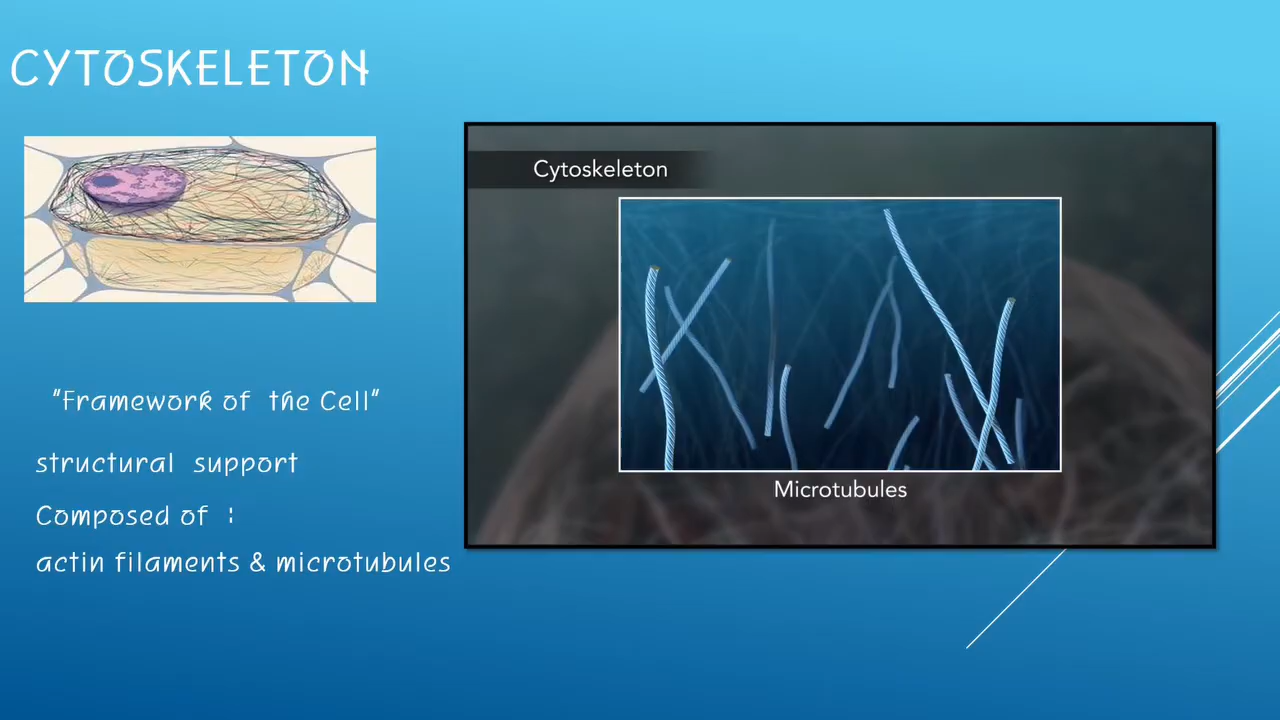 CYTOSKELETON
"Framework of the Cell"
structural support
Composed of :
actin filaments & microtubules
Cytoskeleton
Microtubules